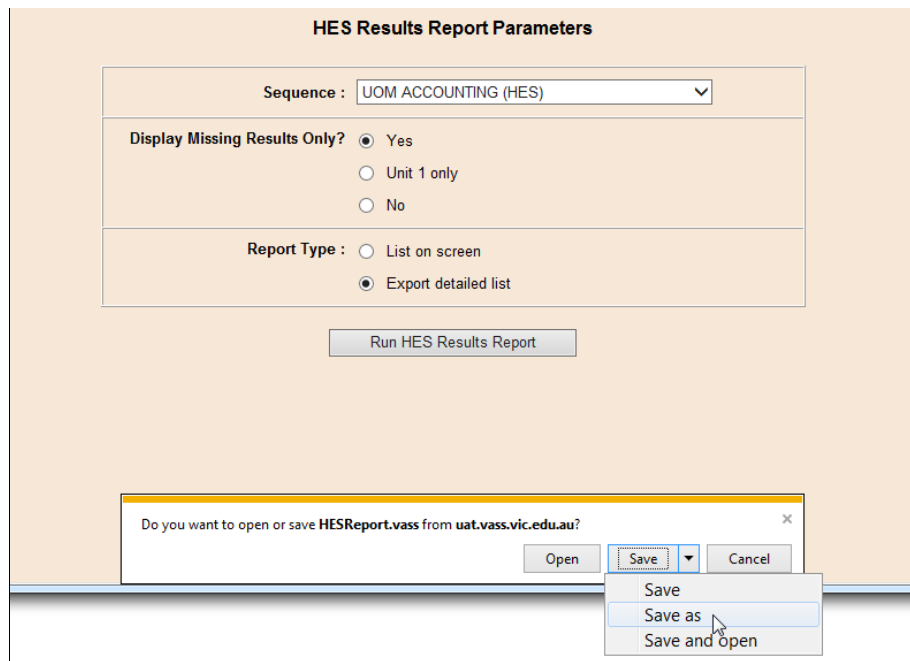 HES Results Report Parameters
Sequence : UOM ACCOUNTING (HES)
Display Missing Results Only? Yes
Unit 1 only
No
Report Type : List on screen
Export detailed list
Run HES Results Report
Do you want to open or save HESReport.vass from uat.vass.vic.edu.au? ×
Open Save Cancel
Save
Save as
Save and open